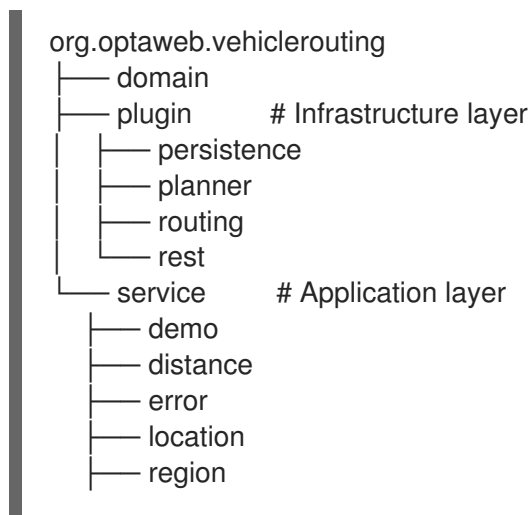 org.optaweb.vehiclerouting
├── domain
├── plugin # Infrastructure layer
│ ├── persistence
│ ├── planner
│ ├── routing
│ └── rest
└── service # Application layer
├── demo
├── distance
├── error
├── location
├── region